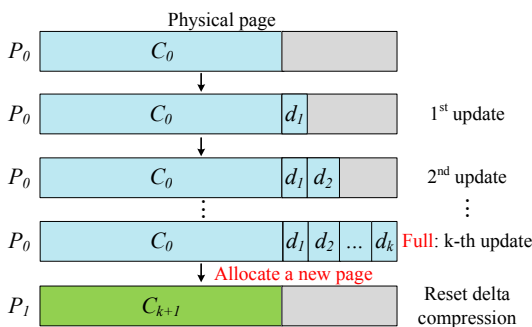 Physical page
P0 C0
P0 C0 d1 1st update
P0 C0 d1 d2 2nd update
⋮ ⋮
P0 C0 d1 d2 ... dk Full: k-th update
Allocate a new page
P1 Ck+1 Reset delta
compression